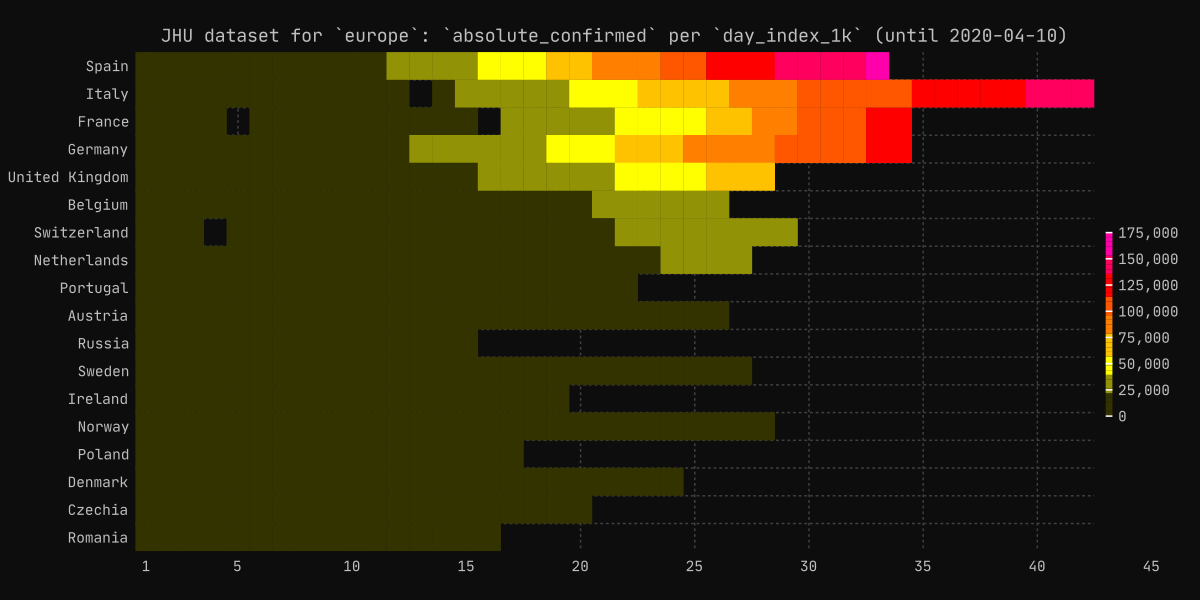 JHU dataset for `europe`: `absolute_confirmed` per `day_index_1k` (until 2020-04-10)
Spain
Italy
France
Germany
United Kingdom
Belgium
Switzerland
Netherlands
Portugal
Austria
Russia
Sweden
Ireland
Norway
Poland
Denmark
Czechia
Romania
175,000
150,000
125,000
100,000
75,000
50,000
25,000
0
1 5 10 15 20 25 30 35 40 45